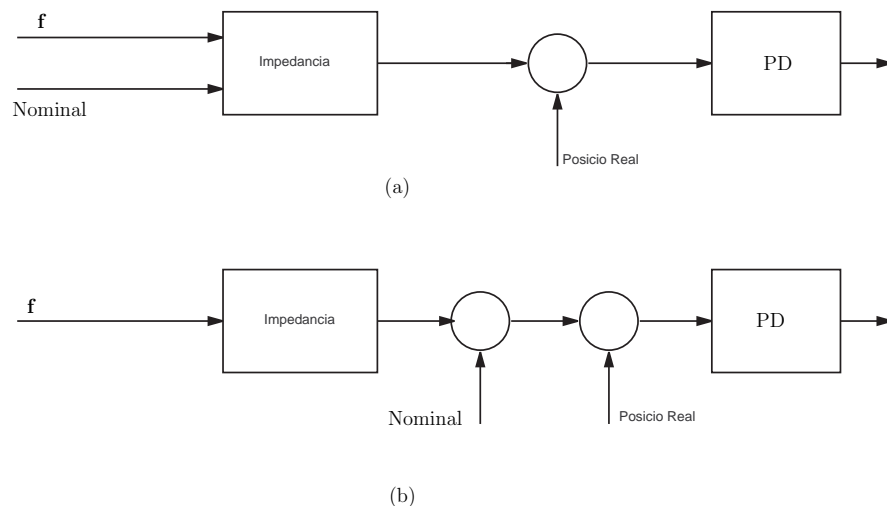 f
Impedancia
PD
Nominal
Posicio Real
(a)
f
Impedancia
PD
Nominal
Posicio Real
(b)